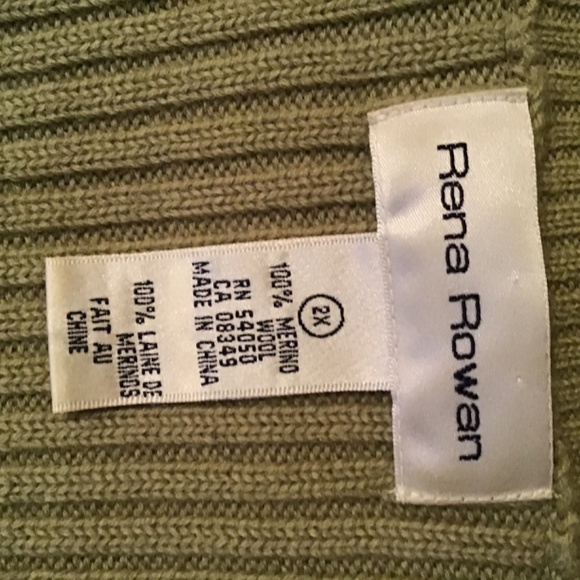 Rena Rowan
2X
100% MERINO
WOOL
RN 54050
CA 08349
MADE IN CHINA
100% LAINE DE
MERINOS
FAIT AU
CHINE